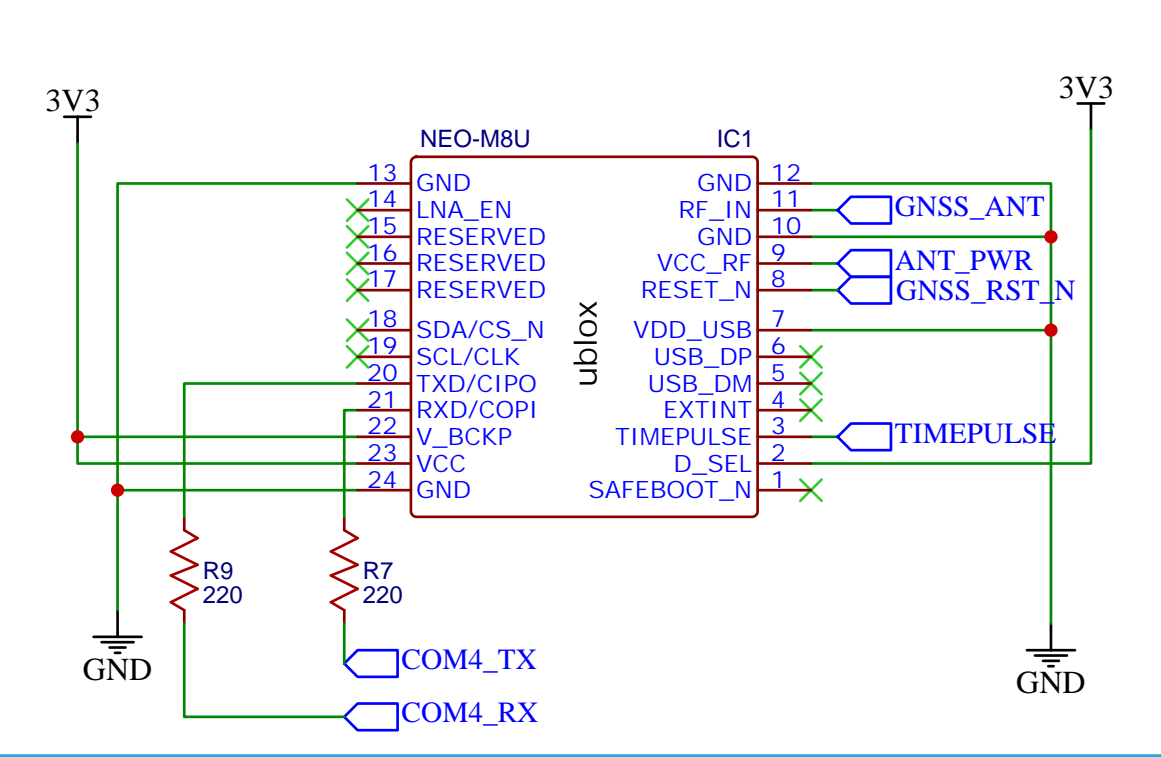 3V3
3V3
NEO-M8U
IC1
13 GND
14 LNA_EN
15 RESERVED
16 RESERVED
17 RESERVED
18 SDA/CS_N
19 SCL/CLK
20 TXD/CIPO
21 RXD/COPI
22 V_BCKP
23 VCC
24 GND
ublox
GND 12
RF_IN 11 GNSS_ANT
GND 10
VCC_RF 9 ANT_PWR
RESET_N 8 GNSS_RST_N
VDD_USB 7
USB_DP 6
USB_DM 5
EXTINT 4
TIMEPULSE 3 TIMEPULSE
D_SEL 2
SAFEBOOT_N 1
R9
220
R7
220
GND
COM4_TX
COM4_RX
GND